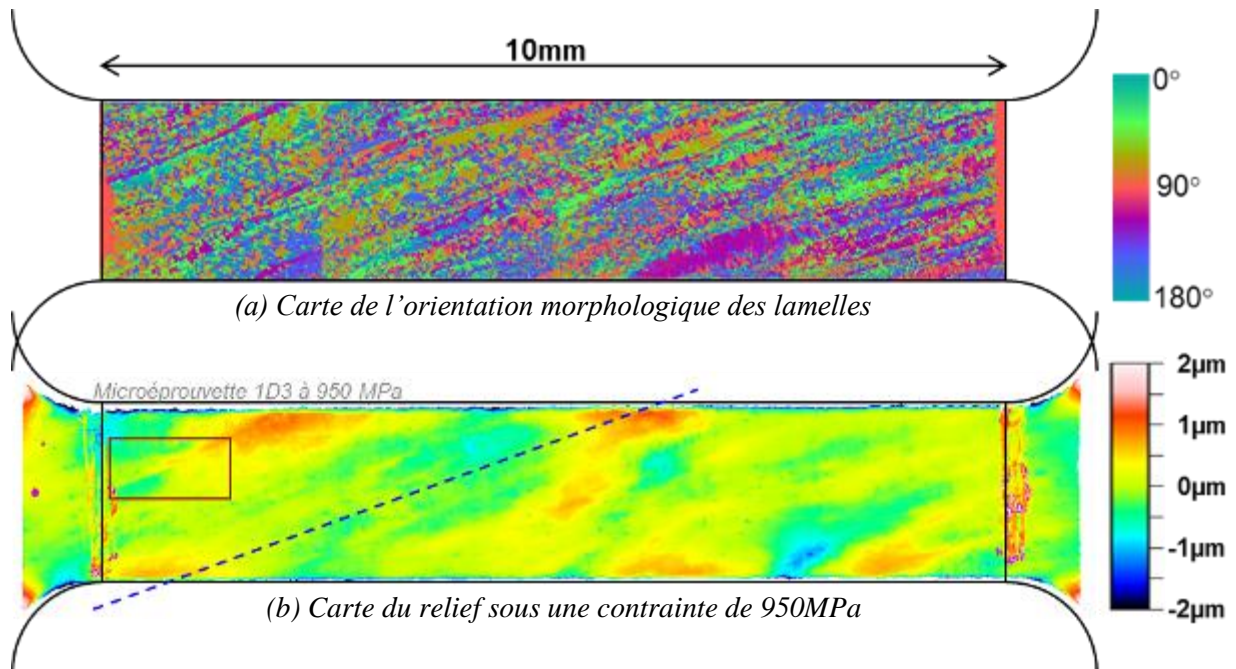 10mm
0°
90°
180°
(a) Carte de l'orientation morphologique des lamelles
Microéprouvette 1D3 à 950 MPa
2µm
1µm
0µm
-1µm
-2µm
(b) Carte du relief sous une contrainte de 950MPa